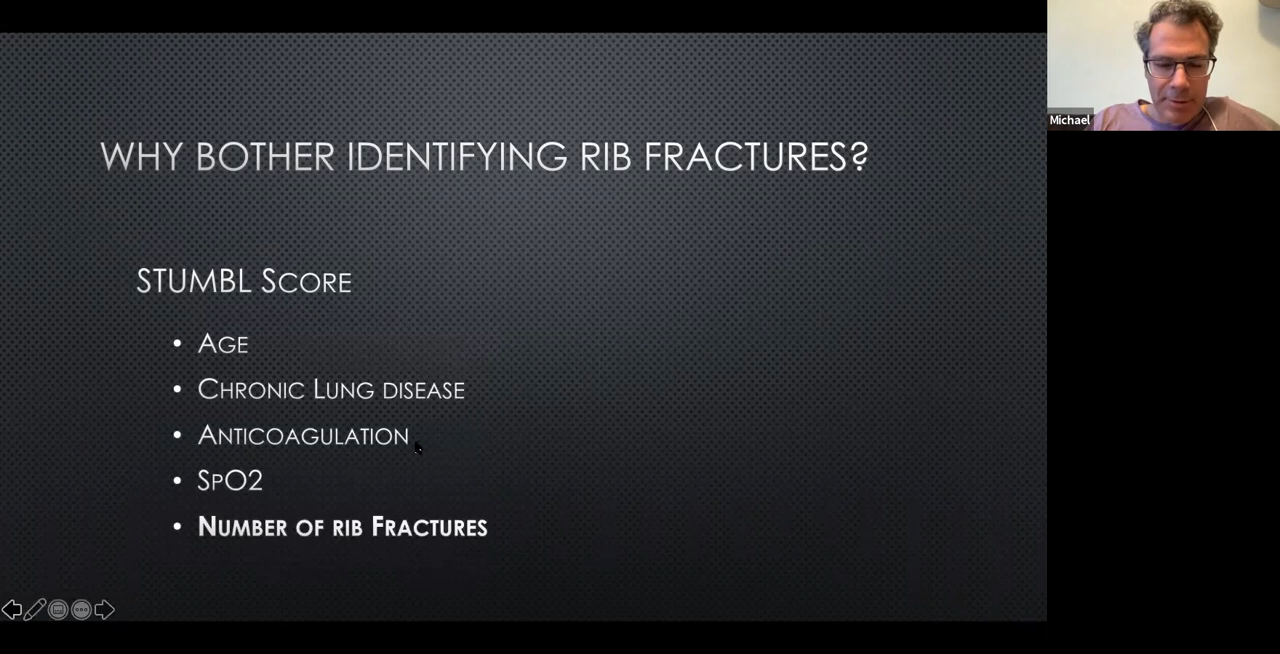 WHY BOTHER IDENTIFYING RIB FRACTURES?
STUMBL SCORE
• AGE
• CHRONIC LUNG DISEASE
• ANTICOAGULATION
• SPO2
• NUMBER OF RIB FRACTURES
Michael